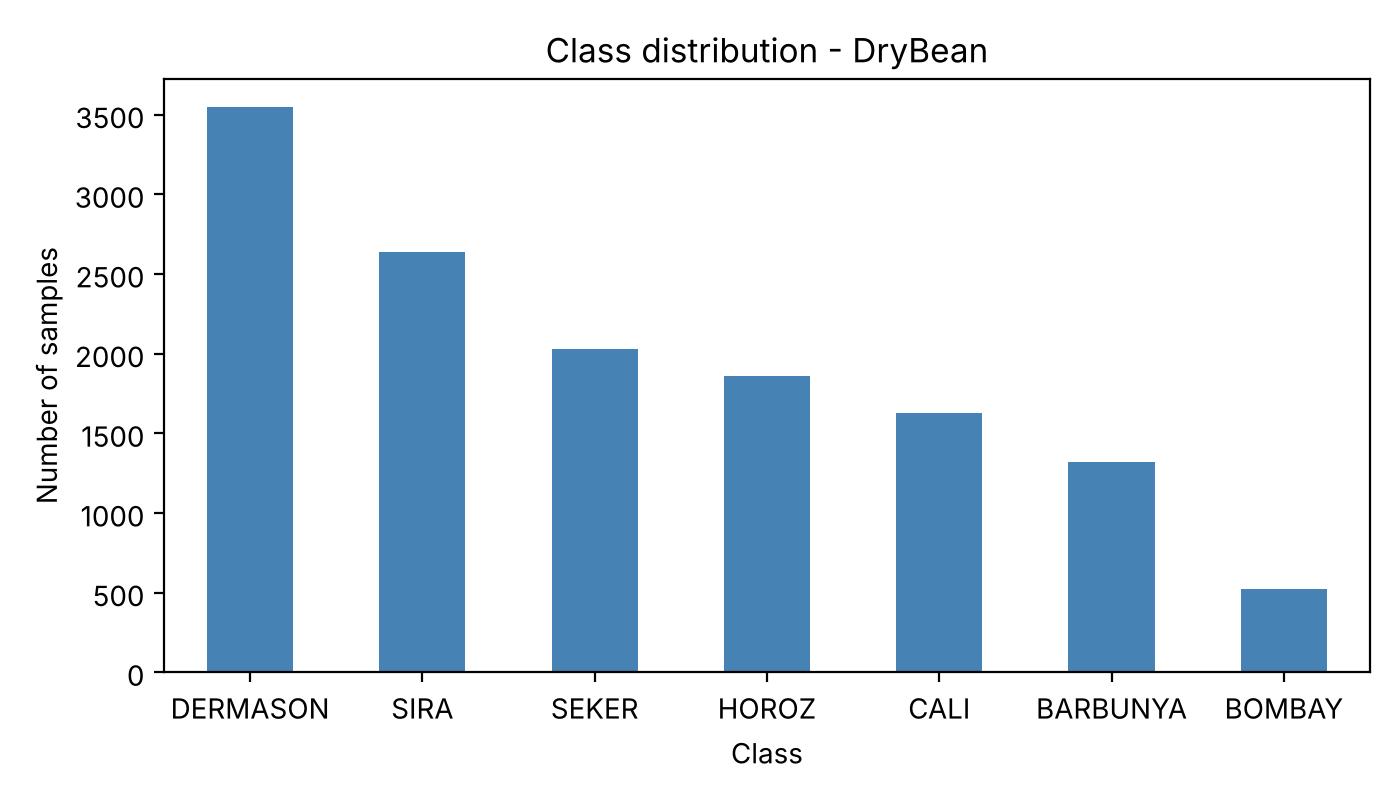 Class distribution - DryBean
Number of samples
3500
3000
2500
2000
1500
1000
500
0
DERMASON SIRA SEKER HOROZ CALI BARBUNYA BOMBAY
Class